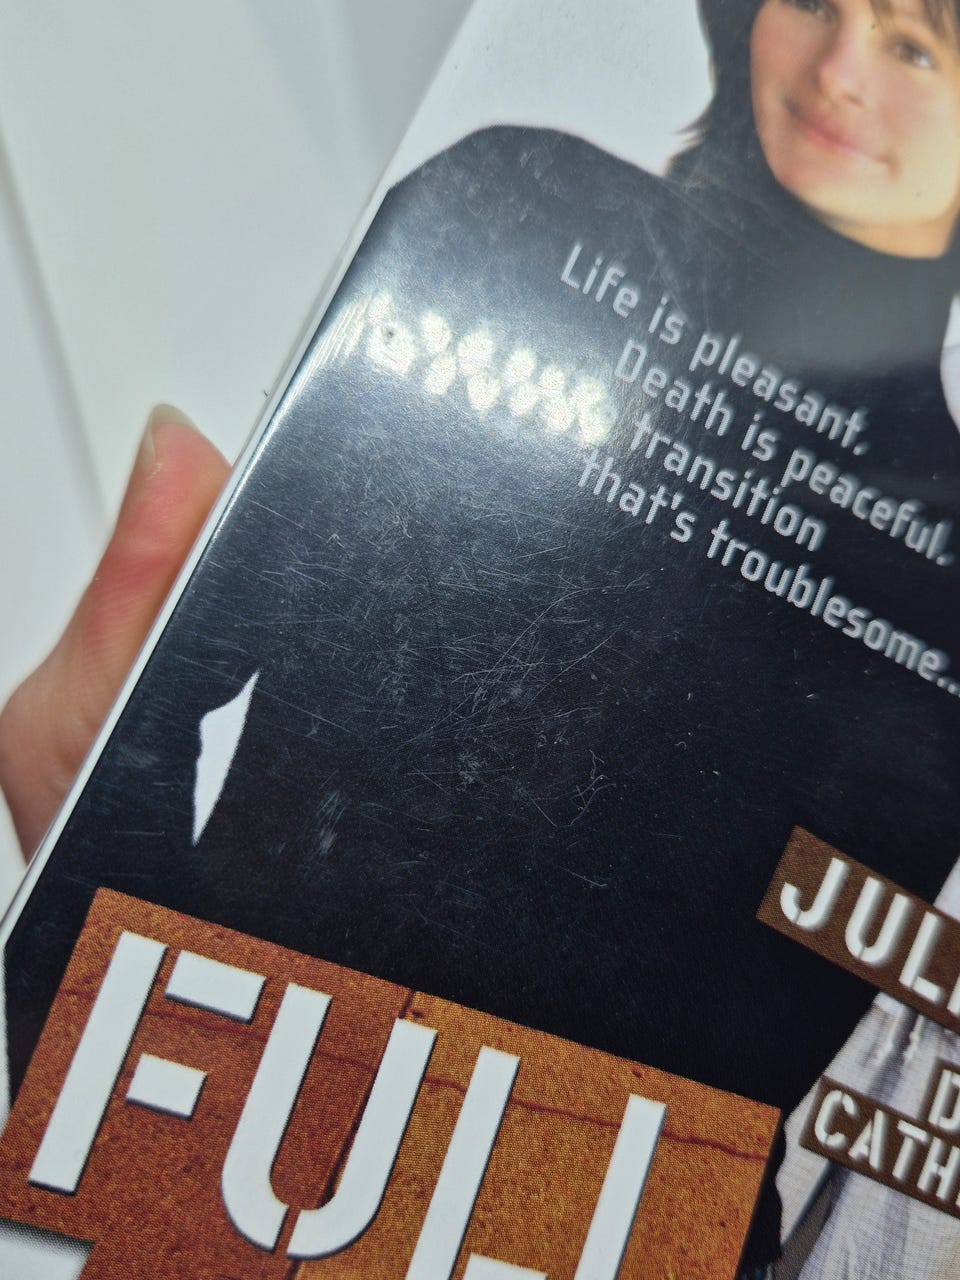 Life is pleasant,
Death is peaceful,
transition
that's troublesome...
JUL
CATH
FUL